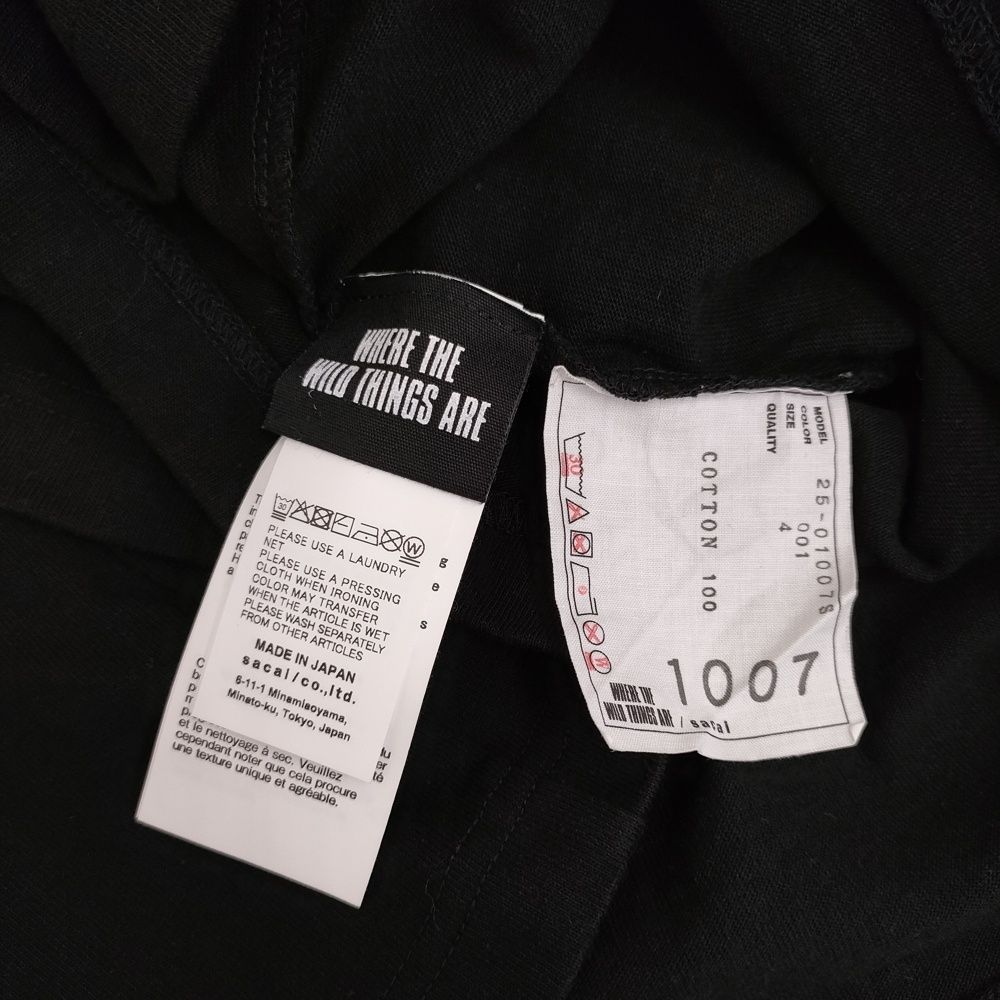 WHERE THE
WILD THINGS ARE
30
W
PLEASE USE A LAUNDRY
NET
PLEASE USE A PRESSING
CLOTH WHEN IRONING
COLOR MAY TRANSFER
WHEN THE ARTICLE IS WET
PLEASE WASH SEPARATELY
FROM OTHER ARTICLES
MADE IN JAPAN
sacai/co.,ltd.
6-11-1 Minamiaoyama,
Minato-ku, Tokyo, Japan
et le nettoyage à sec. Veuillez
cependant noter que cela procure
une texture unique et agréable.
MODEL 25-01007S
COLOR 001
SIZE 4
QUALITY
COTTON 100
30
W
1007
WHERE THE
WILD THINGS ARE / sacai